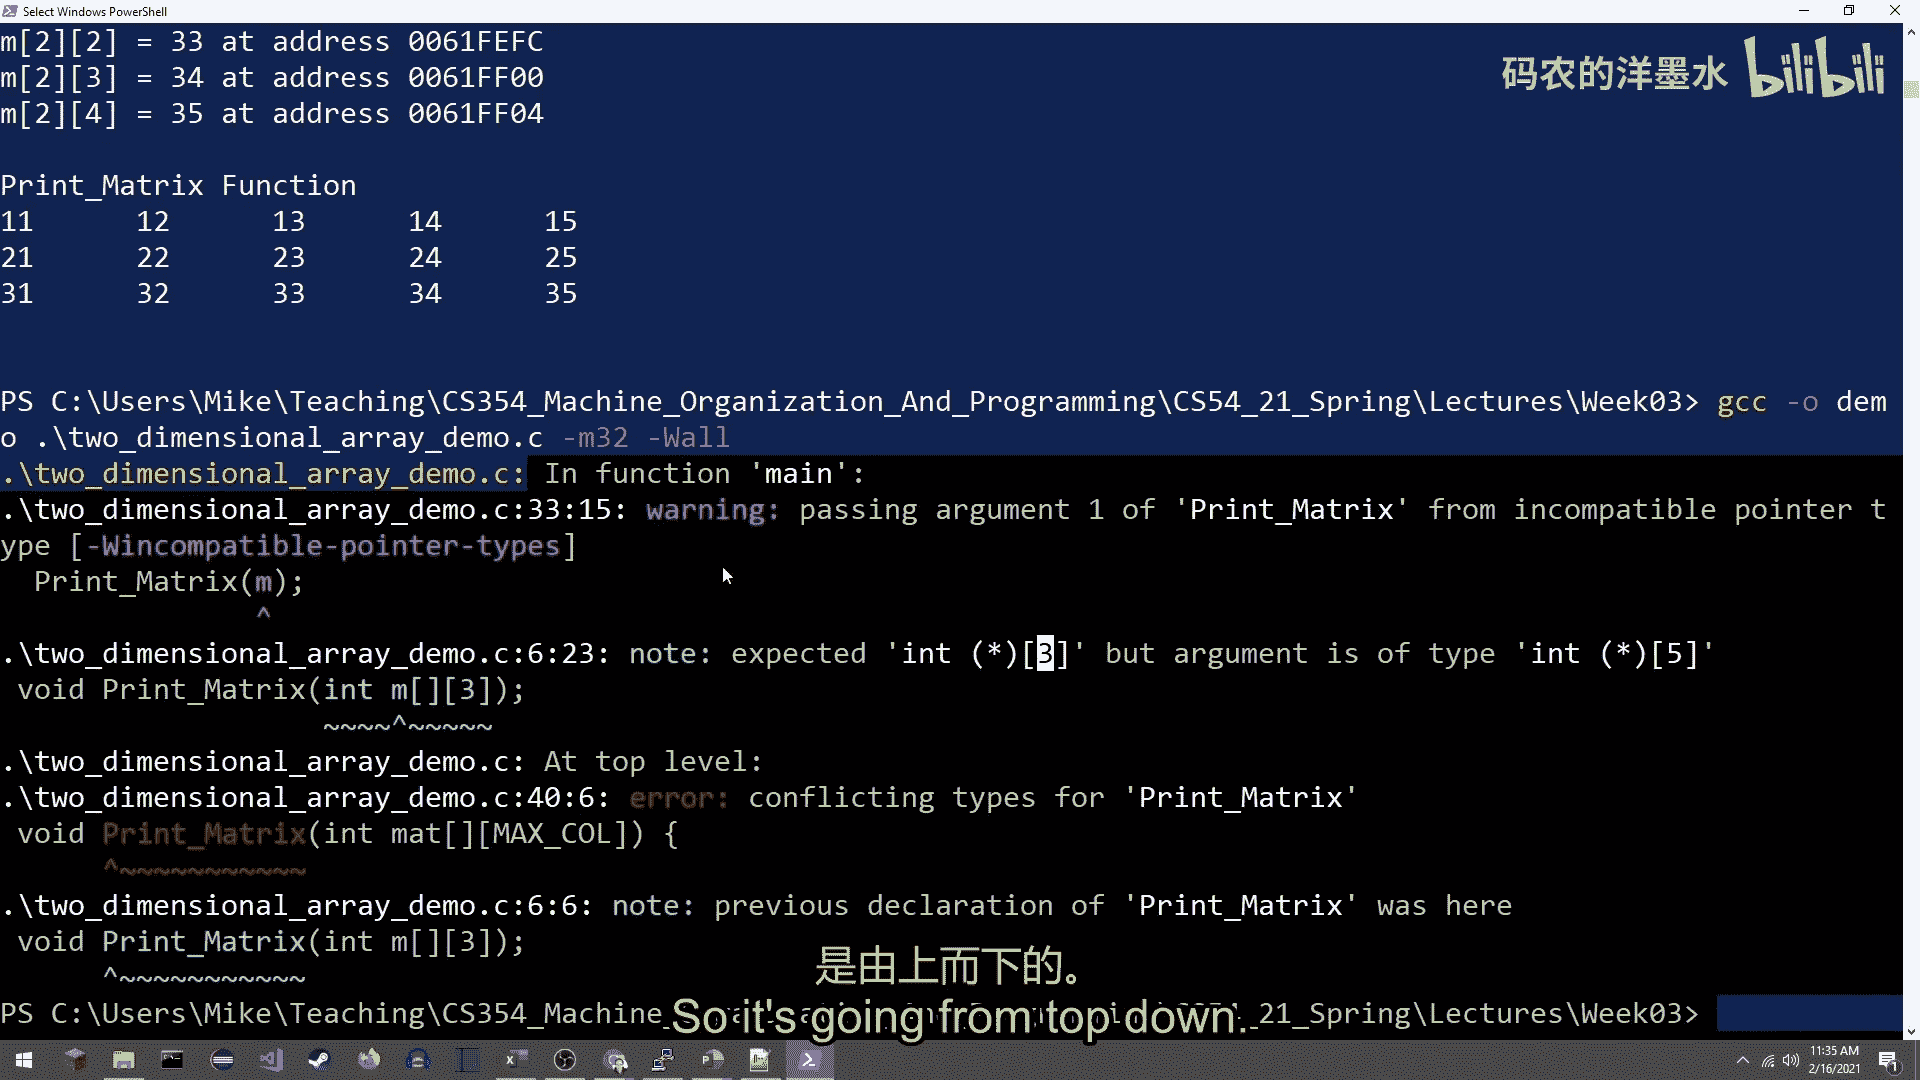 Select Windows PowerShell
m[2][2] = 33 at address 0061FEFC
m[2][3] = 34 at address 0061FF00
m[2][4] = 35 at address 0061FF04
码农的洋墨水 bilibili
Print_Matrix Function
11 12 13 14 15
21 22 23 24 25
31 32 33 34 35
PS C:\Users\Mike\Teaching\CS354_Machine_Organization_And_Programming\CS54_21_Spring\Lectures\Week03> gcc -o dem
o .\two_dimensional_array_demo.c -m32 -Wall
.\two_dimensional_array_demo.c: In function 'main':
.\two_dimensional_array_demo.c:33:15: warning: passing argument 1 of 'Print_Matrix' from incompatible pointer t
ype [-Wincompatible-pointer-types]
Print_Matrix(m);
^
.\two_dimensional_array_demo.c:6:23: note: expected 'int (*)[3]' but argument is of type 'int (*)[5]'
void Print_Matrix(int m[][3]);
~~~~^~~~~~
.\two_dimensional_array_demo.c: At top level:
.\two_dimensional_array_demo.c:40:6: error: conflicting types for 'Print_Matrix'
void Print_Matrix(int mat[][MAX_COL]) {
^~~~~~~~~~~~
.\two_dimensional_array_demo.c:6:6: note: previous declaration of 'Print_Matrix' was here
void Print_Matrix(int m[][3]);
^~~~~~~~~~~~
是由上而下的。
PS C:\Users\Mike\Teaching\CS354_Machine_ _21_Spring\Lectures\Week03>
So it's going from top down.
11:35 AM
2/16/2021